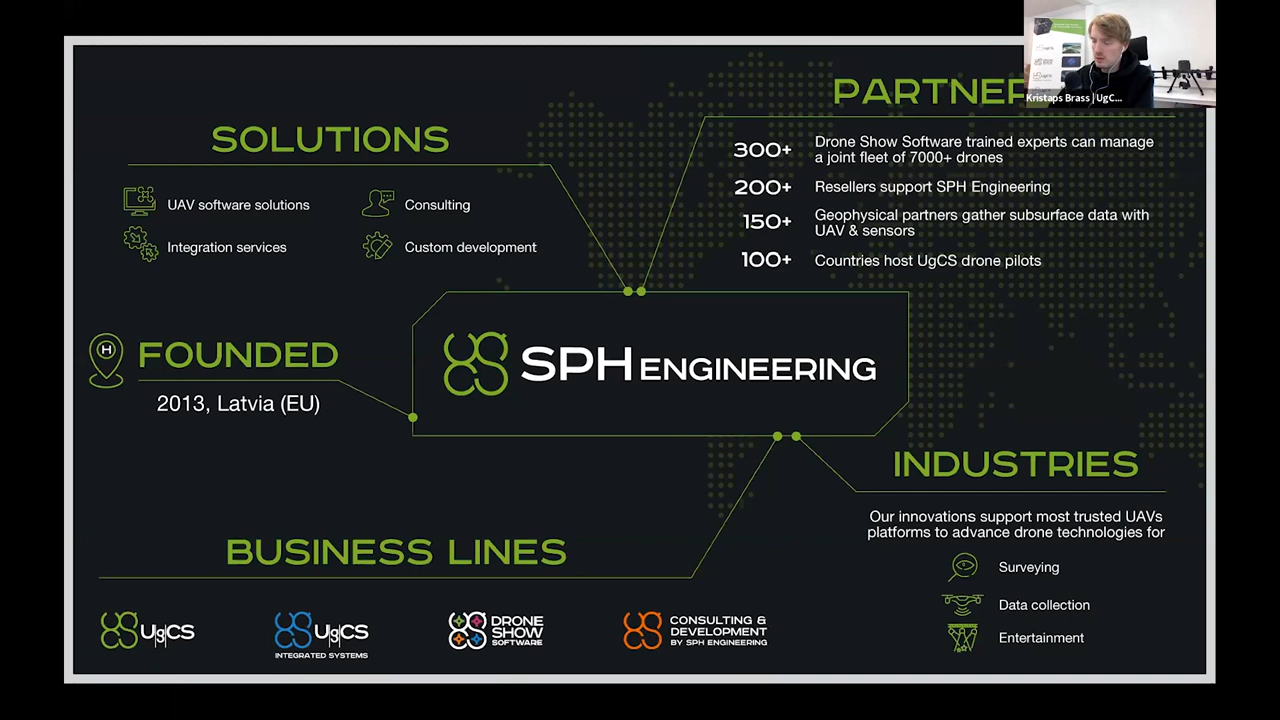 PARTNER
Kristaps Brass | UgC...
SOLUTIONS
UAV software solutions
Consulting
Integration services
Custom development
300+
Drone Show Software trained experts can manage
a joint fleet of 7000+ drones
200+
Resellers support SPH Engineering
150+
Geophysical partners gather subsurface data with
UAV & sensors
100+
Countries host UgCS drone pilots
H
FOUNDED
2013, Latvia (EU)
SPH ENGINEERING
INDUSTRIES
Our innovations support most trusted UAVs
platforms to advance drone technologies for
Surveying
Data collection
Entertainment
BUSINESS LINES
UgCS
UgCS
INTEGRATED SYSTEMS
DRONE
SHOW
SOFTWARE
CONSULTING &
DEVELOPMENT
BY SPH ENGINEERING